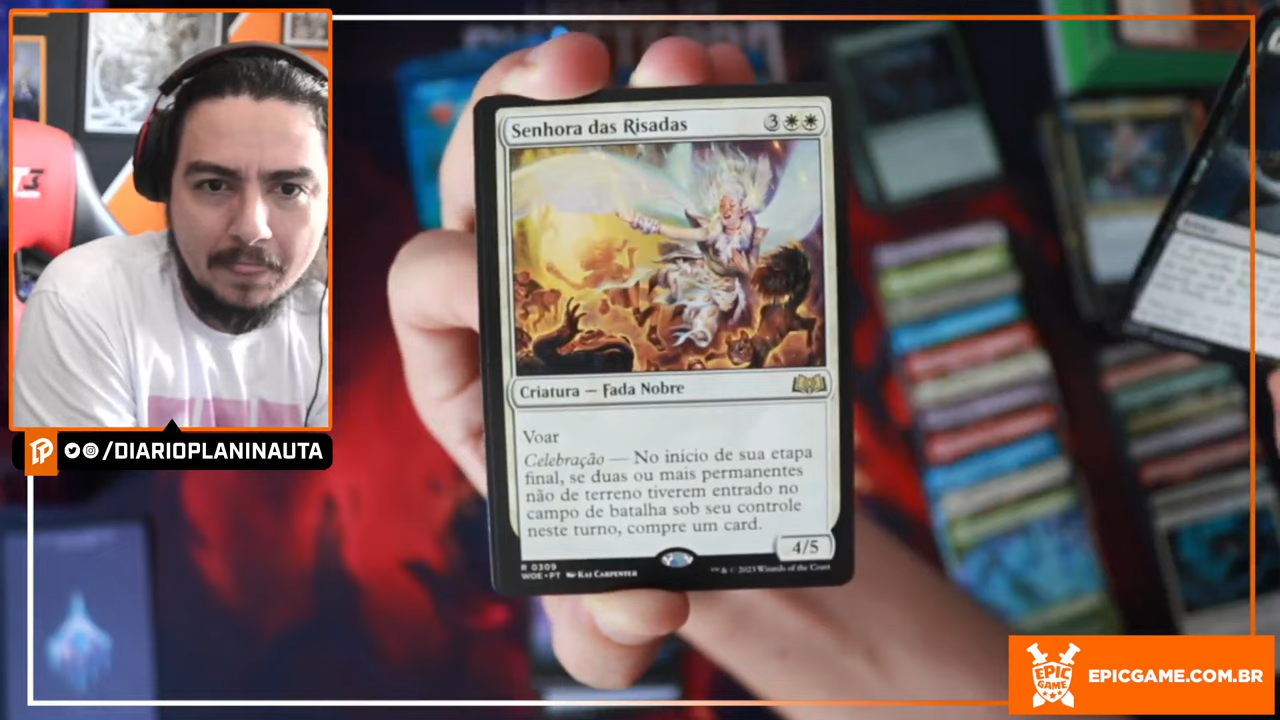 Senhora das Risadas 3
Criatura — Fada Nobre
Voar
Celebração — No início de sua etapa
final, se duas ou mais permanentes
não de terreno tiverem entrado no
campo de batalha sob seu controle
neste turno, compre um card.
4/5
R 0309
WOE • PT Kai Carpenter
™ & © 2023 Wizards of the Coast
/DIARIOPLANINAUTA
EPIC
GAME
EPICGAME.COM.BR